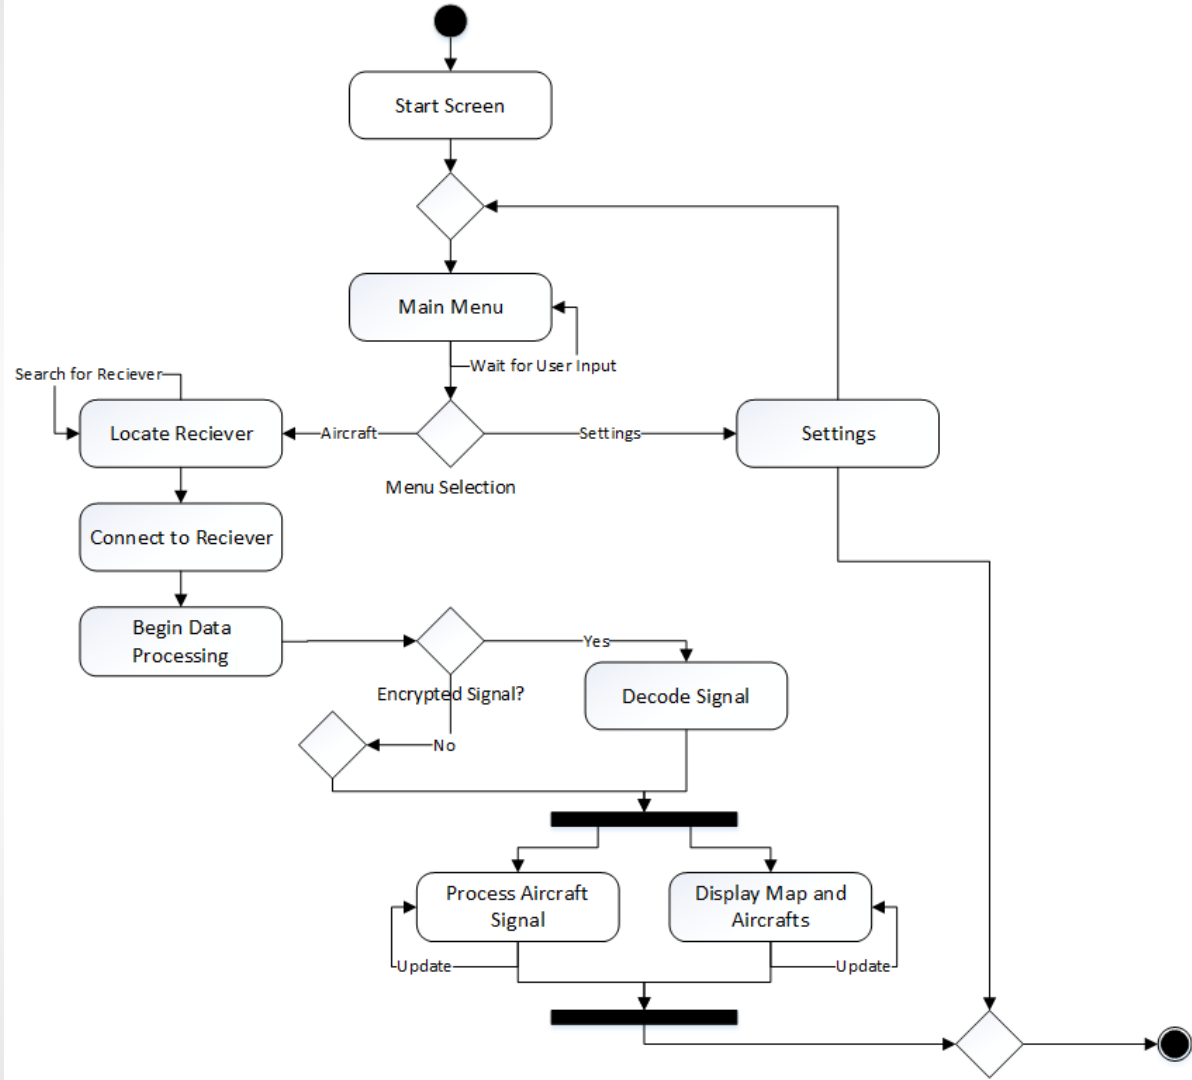 Start Screen
Main Menu
Wait for User Input
Search for Reciever
Locate Reciever
Aircraft
Settings
Settings
Menu Selection
Connect to Reciever
Begin Data
Processing
Yes
Encrypted Signal?
Decode Signal
No
Process Aircraft
Signal
Display Map and
Aircrafts
Update
Update